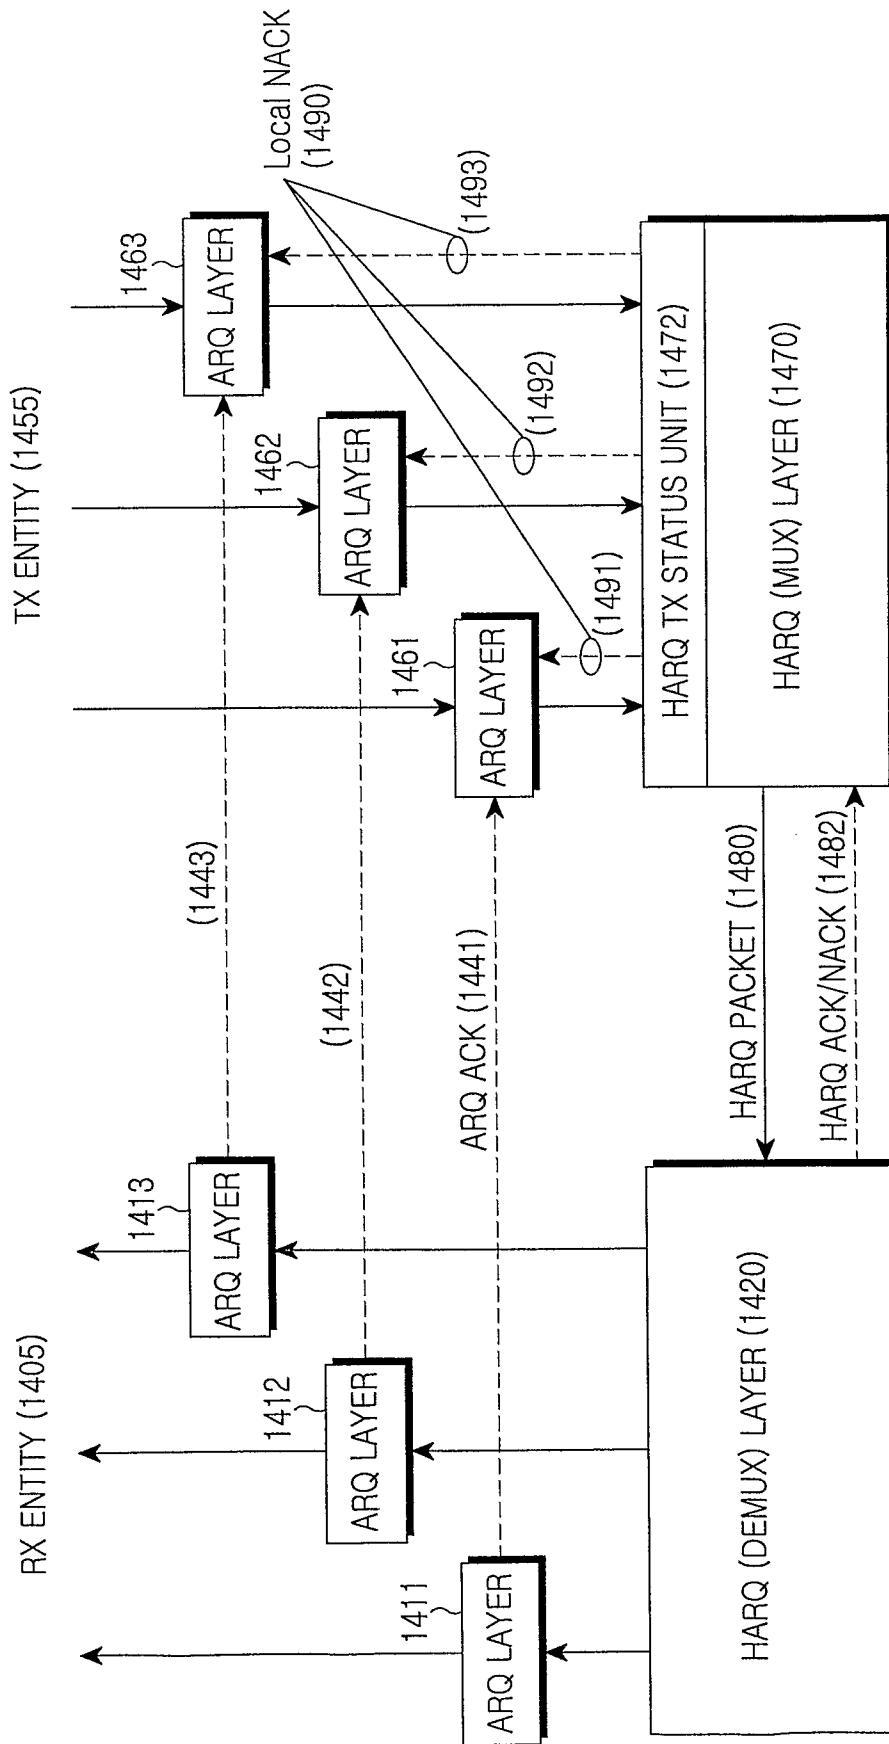 RX ENTITY (1405)
TX ENTITY (1455)
1413
ARQ LAYER
(1443)
1463
ARQ LAYER
1412
ARQ LAYER
(1442)
1462
ARQ LAYER
1411
ARQ LAYER
ARQ ACK (1441)
1461
ARQ LAYER
Local NACK
(1490)
(1493)
(1492)
(1491)
HARQ (DEMUX) LAYER (1420)
HARQ PACKET (1480)
HARQ ACK/NACK (1482)
HARQ TX STATUS UNIT (1472)
HARQ (MUX) LAYER (1470)